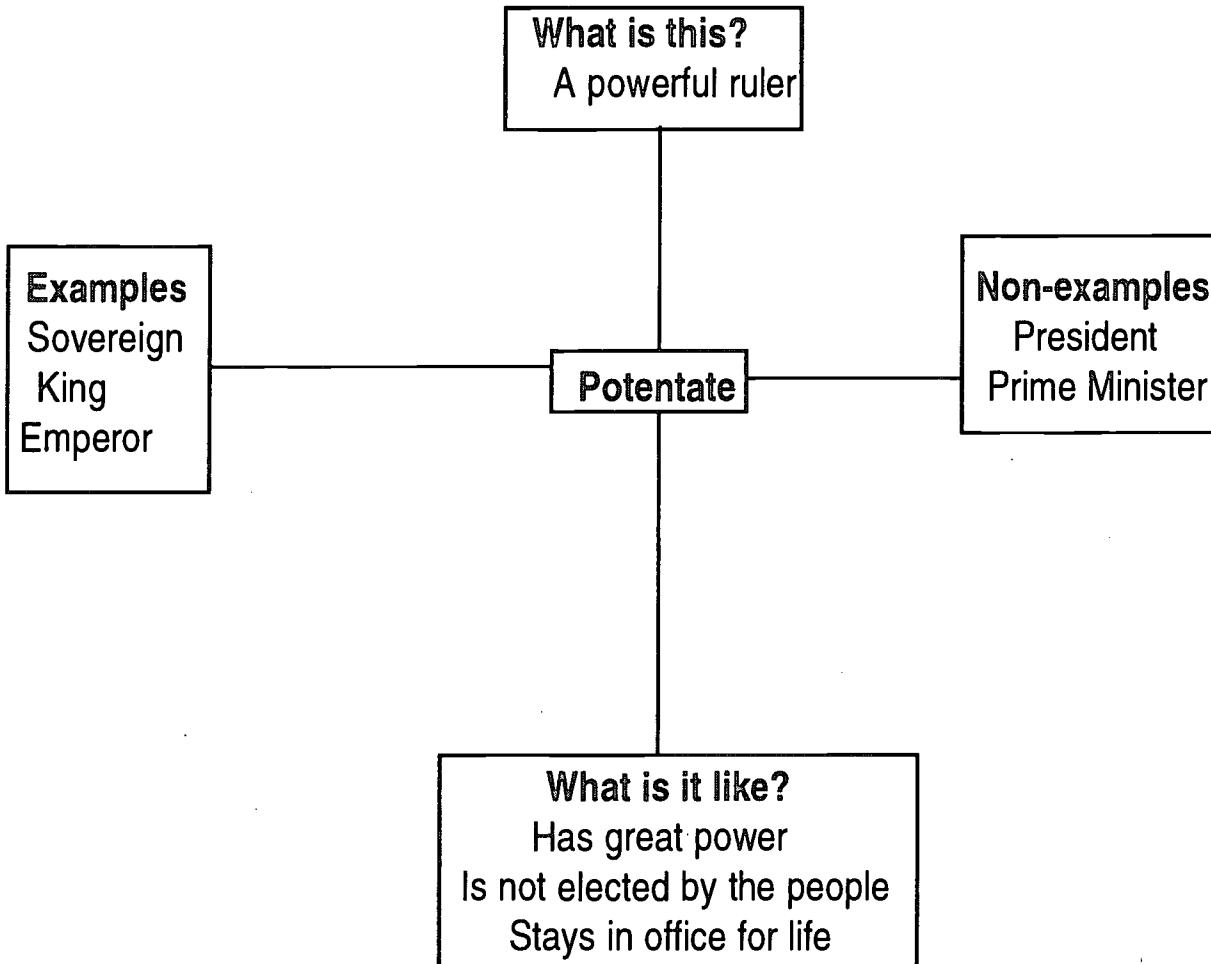 What is this?
A powerful ruler
Examples
Sovereign
King
Emperor
Potentate
Non-examples
President
Prime Minister
What is it like?
Has great power
Is not elected by the people
Stays in office for life